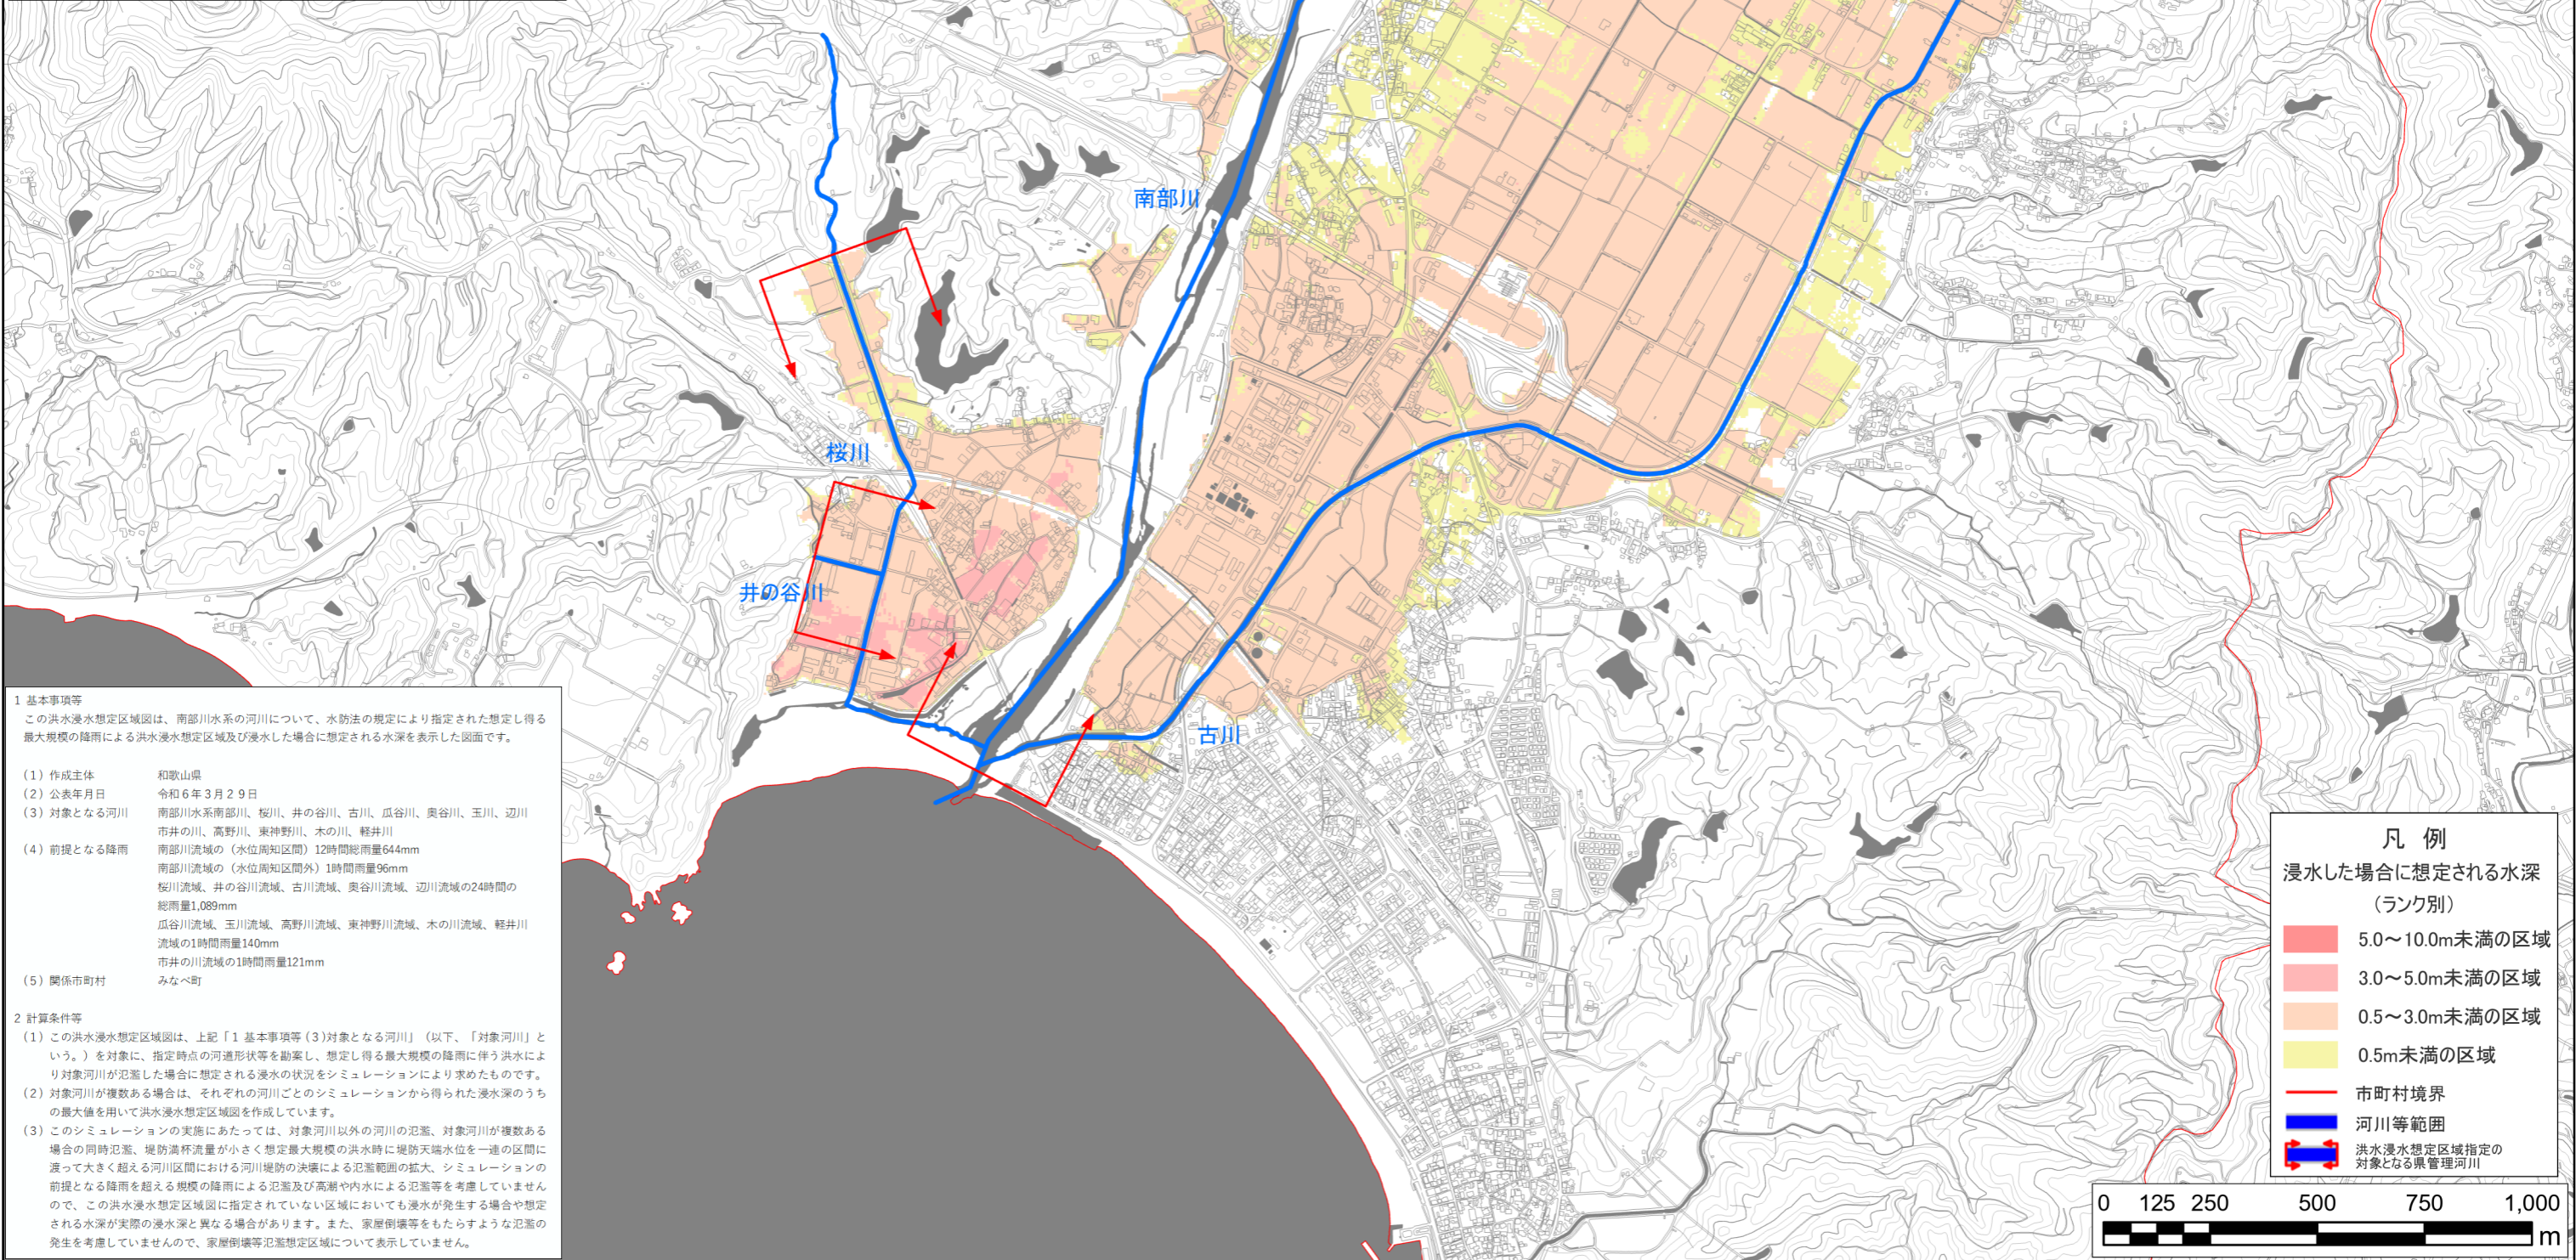 南部川
桜川
井の谷川
古川
1 基本事項等
この洪水浸水想定区域図は、南部川水系の河川について、水防法の規定により指定された想定し得る
最大規模の降雨による洪水浸水想定区域及び浸水した場合に想定される水深を表示した図面です。
(1) 作成主体 和歌山県
(2) 公表年月日 令和6年3月29日
(3) 対象となる河川 南部川水系南部川、桜川、井の谷川、古川、瓜谷川、奥谷川、玉川、辺川
市井の川、高野川、東神野川、木の川、軽井川
(4) 前提となる降雨 南部川流域の（水位周知区間）12時間総雨量644mm
南部川流域の（水位周知区間外）1時間雨量96mm
桜川流域、井の谷川流域、古川流域、奥谷川流域、辺川流域の24時間の
総雨量1,089mm
瓜谷川流域、玉川流域、高野川流域、東神野川流域、木の川流域、軽井川
流域の1時間雨量140mm
市井の川流域の1時間雨量121mm
(5) 関係市町村 みなべ町
2 計算条件等
(1) この洪水浸水想定区域図は、上記「1 基本事項等(3)対象となる河川」（以下、「対象河川」と
いう。）を対象に、指定時点の河道形状等を勘案し、想定し得る最大規模の降雨に伴う洪水によ
り対象河川が氾濫した場合に想定される浸水の状況をシミュレーションにより求めたものです。
(2) 対象河川が複数ある場合は、それぞれの河川ごとのシミュレーションから得られた浸水深のうち
の最大値を用いて洪水浸水想定区域図を作成しています。
(3) このシミュレーションの実施にあたっては、対象河川以外の河川の氾濫、対象河川が複数ある
場合の同時氾濫、堤防満杯流量が小さく想定最大規模の洪水時に堤防天端水位を一連の区間に
渡って大きく超える河川区間における河川堤防の決壊による氾濫範囲の拡大、シミュレーションの
前提となる降雨を超える規模の降雨による氾濫及び高潮や内水による氾濫等を考慮していません
ので、この洪水浸水想定区域図に指定されていない区域においても浸水が発生する場合や想定
される水深が実際の浸水深と異なる場合があります。また、家屋倒壊等をもたらすような氾濫の
発生を考慮していませんので、家屋倒壊等氾濫想定区域について表示していません。
凡 例
浸水した場合に想定される水深
（ランク別）
5.0～10.0m未満の区域
3.0～5.0m未満の区域
0.5～3.0m未満の区域
0.5m未満の区域
市町村境界
河川等範囲
洪水浸水想定区域指定の
対象となる県管理河川
0 125 250 500 750 1,000
m